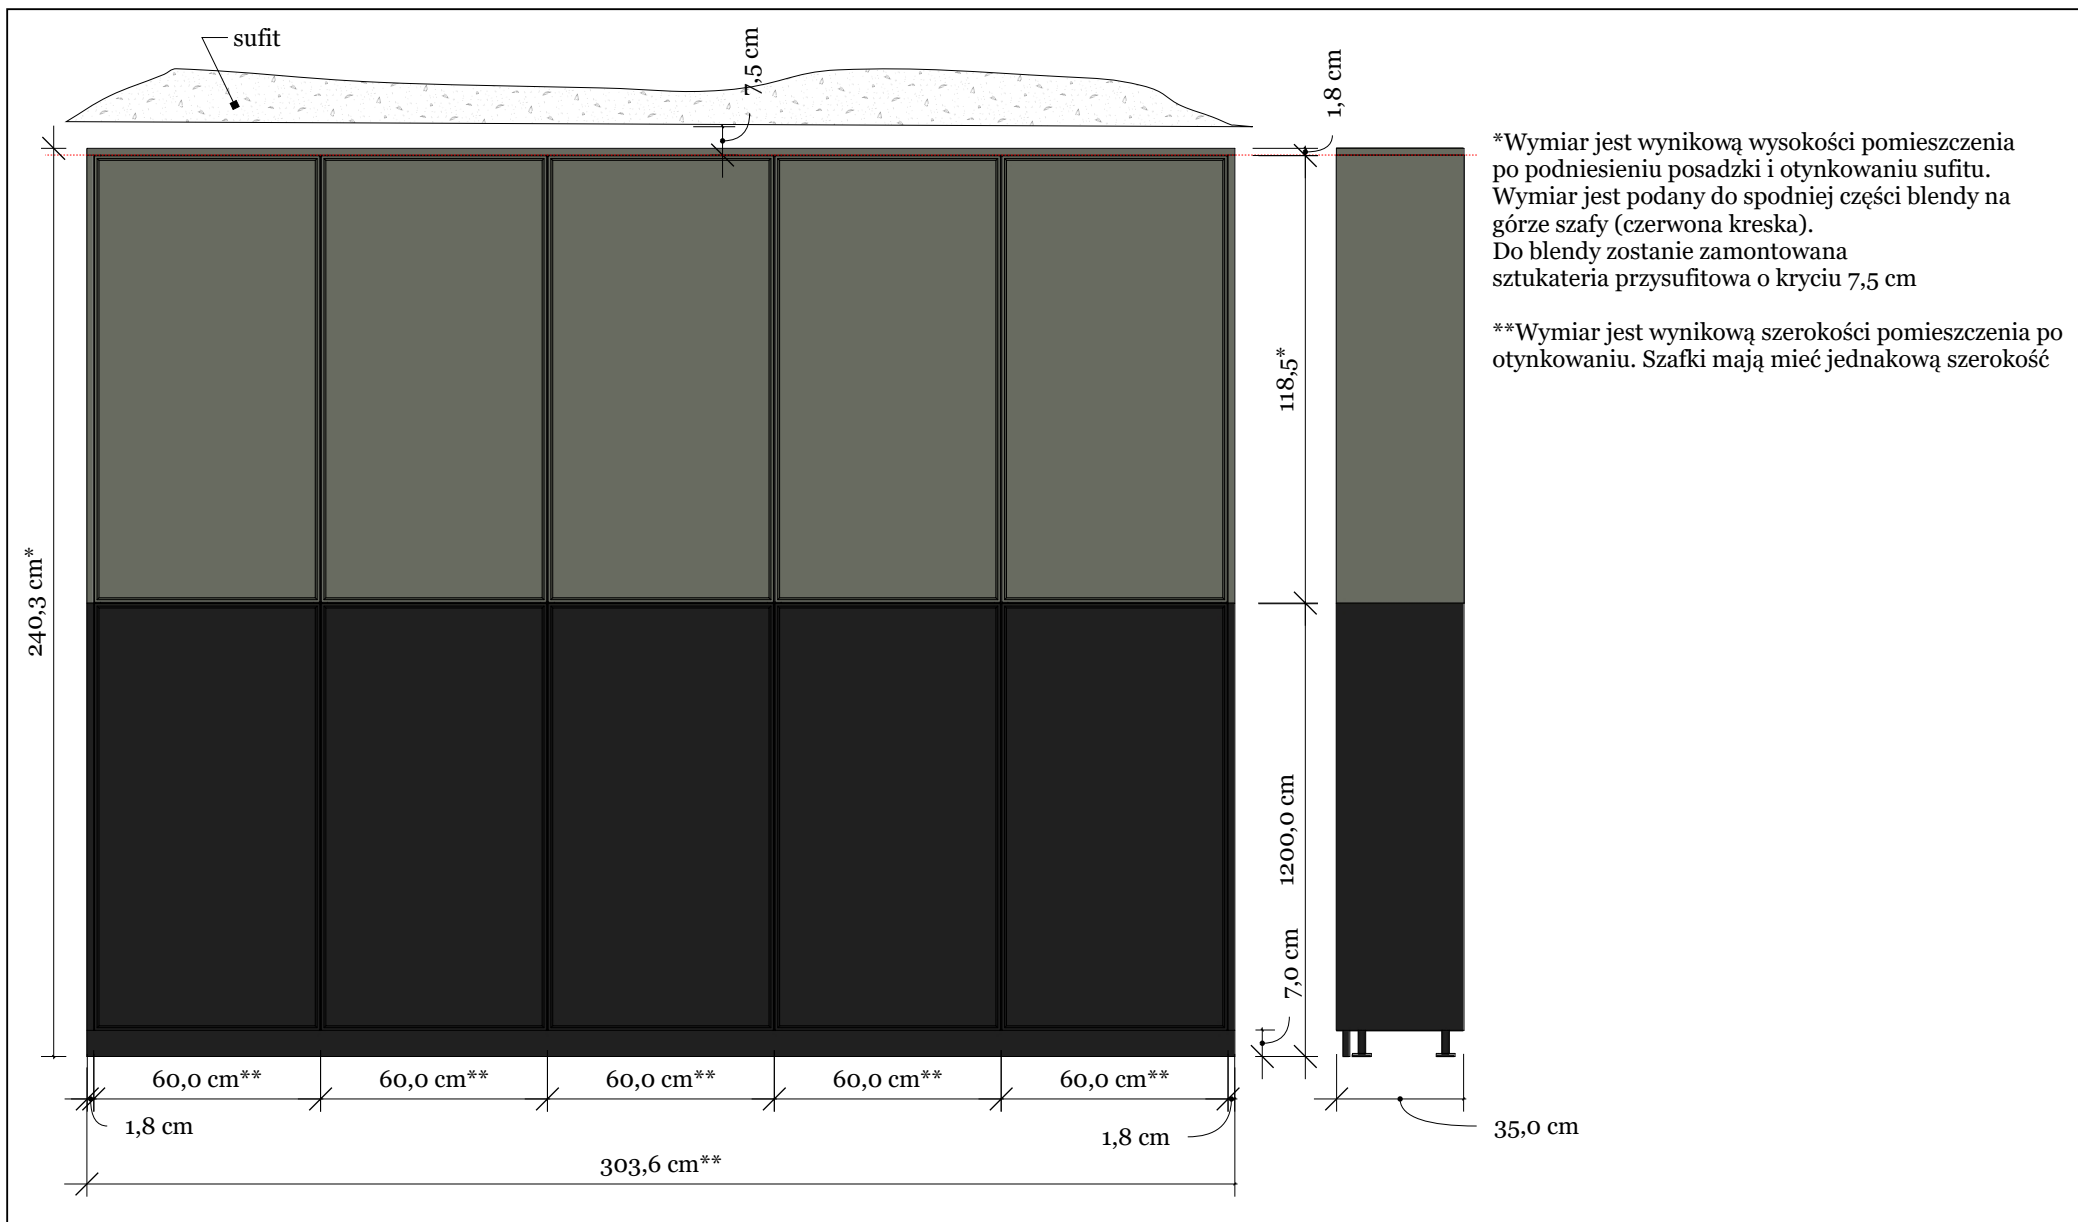 sufit
7,5 cm
1,8 cm
*Wymiar jest wynikową wysokości pomieszczenia
po podniesieniu posadzki i otynkowaniu sufitu.
Wymiar jest podany do spodniej części blendy na
górze szafy (czerwona kreska).
Do blendy zostanie zamontowana
sztukateria przysufitowa o kryciu 7,5 cm
**Wymiar jest wynikową szerokości pomieszczenia po
otynkowaniu. Szafki mają mieć jednakową szerokość
118,5*
240,3 cm*
1200,0 cm
7,0 cm
60,0 cm**
60,0 cm**
60,0 cm**
60,0 cm**
60,0 cm**
1,8 cm
1,8 cm
35,0 cm
303,6 cm**